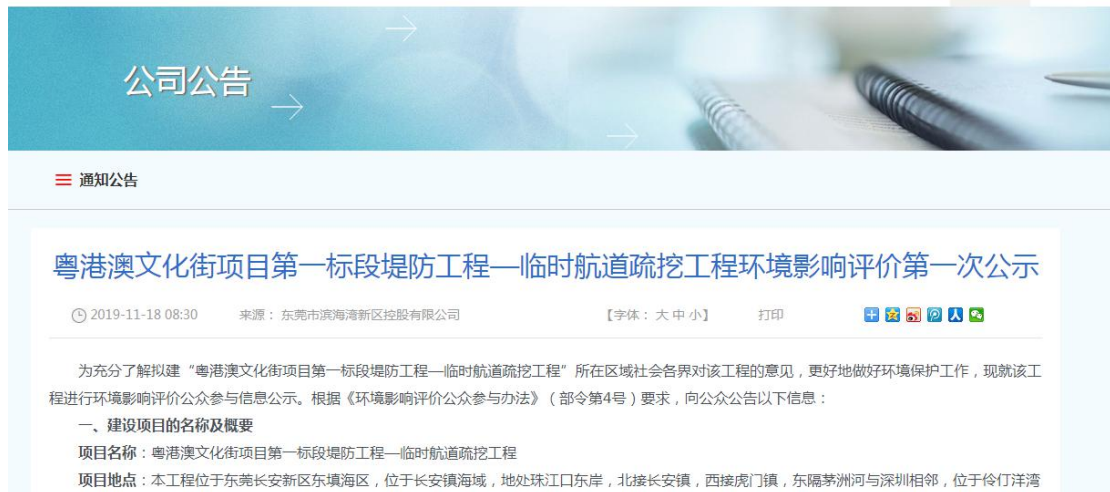 公司公告
通知公告
粤港澳文化街项目第一标段堤防工程—临时航道疏挖工程环境影响评价第一次公示
2019-11-18 08:30 来源：东莞市滨海湾新区控股有限公司 【字体：大 中 小】 打印
为充分了解拟建“粤港澳文化街项目第一标段堤防工程—临时航道疏挖工程”所在区域社会各界对该工程的意见，更好地做好环境保护工作，现就该工
程进行环境影响评价公众参与信息公示。根据《环境影响评价公众参与办法》（部令第4号）要求，向公众公告以下信息：
一、建设项目的名称及概要
项目名称：粤港澳文化街项目第一标段堤防工程—临时航道疏挖工程
项目地点：本工程位于东莞长安新区东填海区，位于长安镇海域，地处珠江口东岸，北接长安镇，西接虎门镇，东隔茅洲河与深圳相邻，位于伶仃洋湾